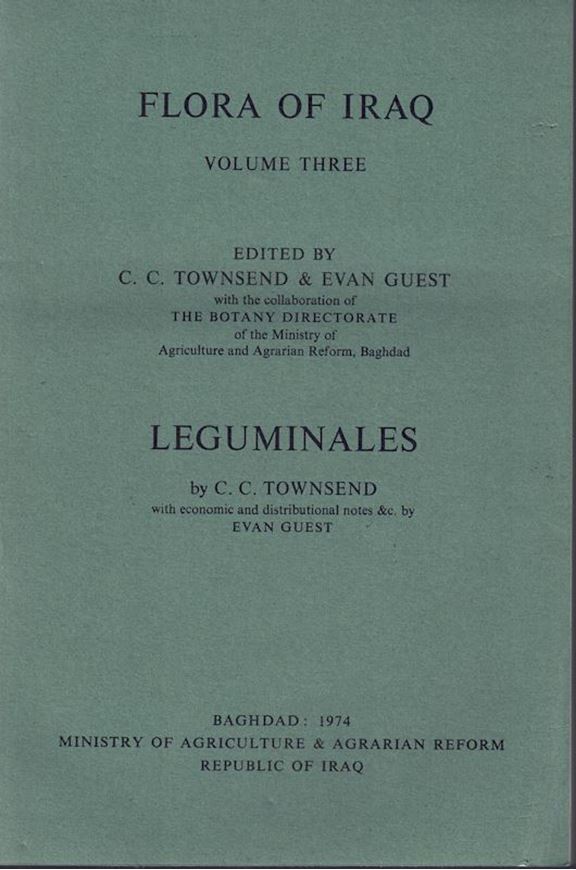 FLORA OF IRAQ
VOLUME THREE
EDITED BY
C. C. TOWNSEND & EVAN GUEST
with the collaboration of
THE BOTANY DIRECTORATE
of the Ministry of
Agriculture and Agrarian Reform, Baghdad
LEGUMINALES
by C. C. TOWNSEND
with economic and distributional notes &c. by
EVAN GUEST
BAGHDAD: 1974
MINISTRY OF AGRICULTURE & AGRARIAN REFORM
REPUBLIC OF IRAQ